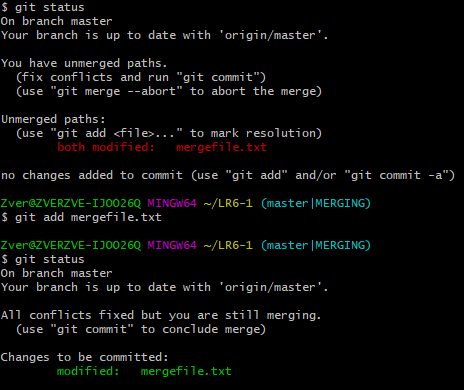 $ git status
On branch master
Your branch is up to date with 'origin/master'.
You have unmerged paths.
(fix conflicts and run "git commit")
(use "git merge --abort" to abort the merge)
Unmerged paths:
(use "git add <file>..." to mark resolution)
both modified: mergefile.txt
no changes added to commit (use "git add" and/or "git commit -a")
Zver@ZVERZVE-IJOO26Q MINGW64 ~/LR6-1 (master|MERGING)
$ git add mergefile.txt
Zver@ZVERZVE-IJOO26Q MINGW64 ~/LR6-1 (master|MERGING)
$ git status
On branch master
Your branch is up to date with 'origin/master'.
All conflicts fixed but you are still merging.
(use "git commit" to conclude merge)
Changes to be committed:
modified: mergefile.txt